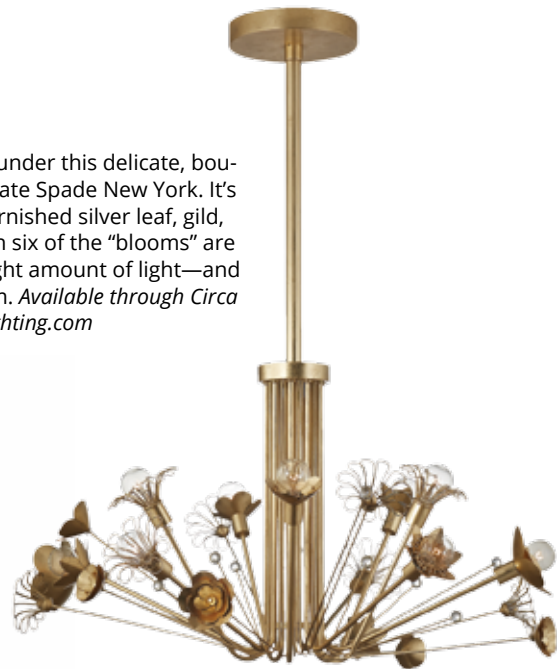 under this delicate, bou-
ate Spade New York. It's
rnished silver leaf, gild,
n six of the “blooms” are
ght amount of light—and
n. Available through Circa
hting.com